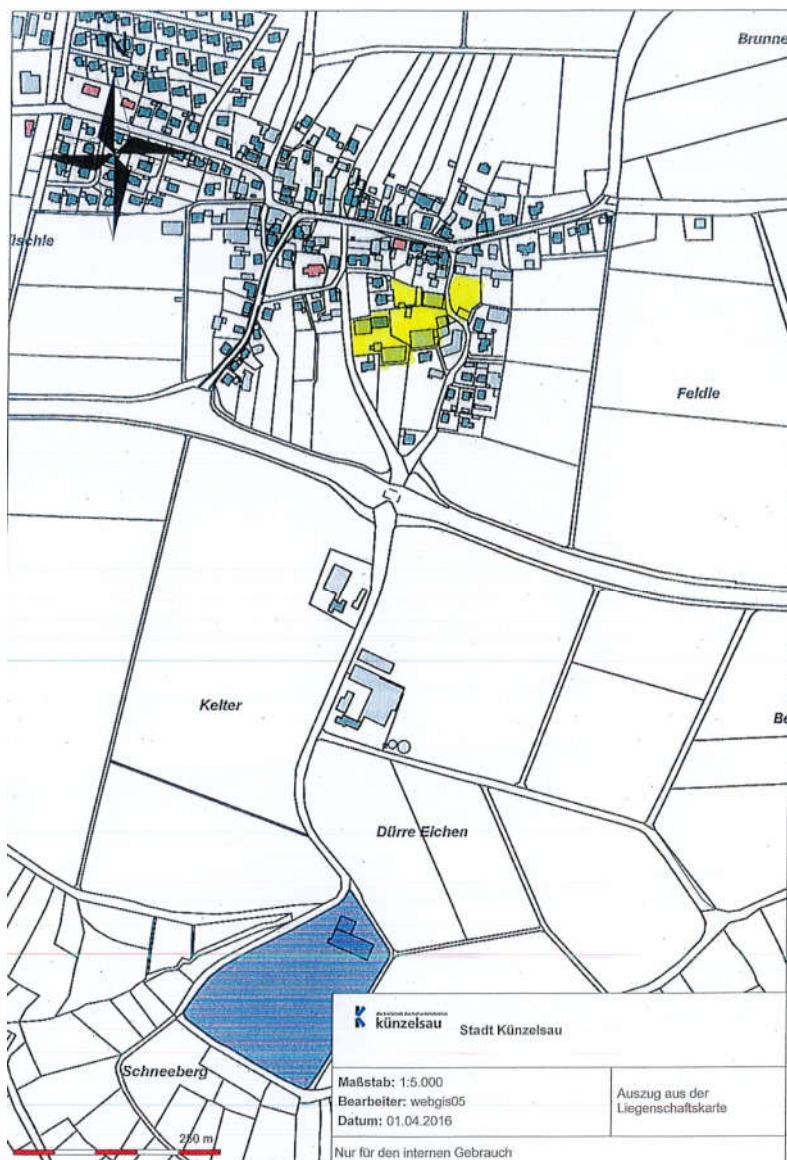 N
Brunne
ischle
Feldle
Kelter
Be
Dürre Eichen
Schneeberg
250 m
künzelsau
Stadt Künzelsau
Maßstab: 1:5.000
Bearbeiter: webgis05
Datum: 01.04.2016
Auszug aus der
Liegenschaftskarte
Nur für den internen Gebrauch